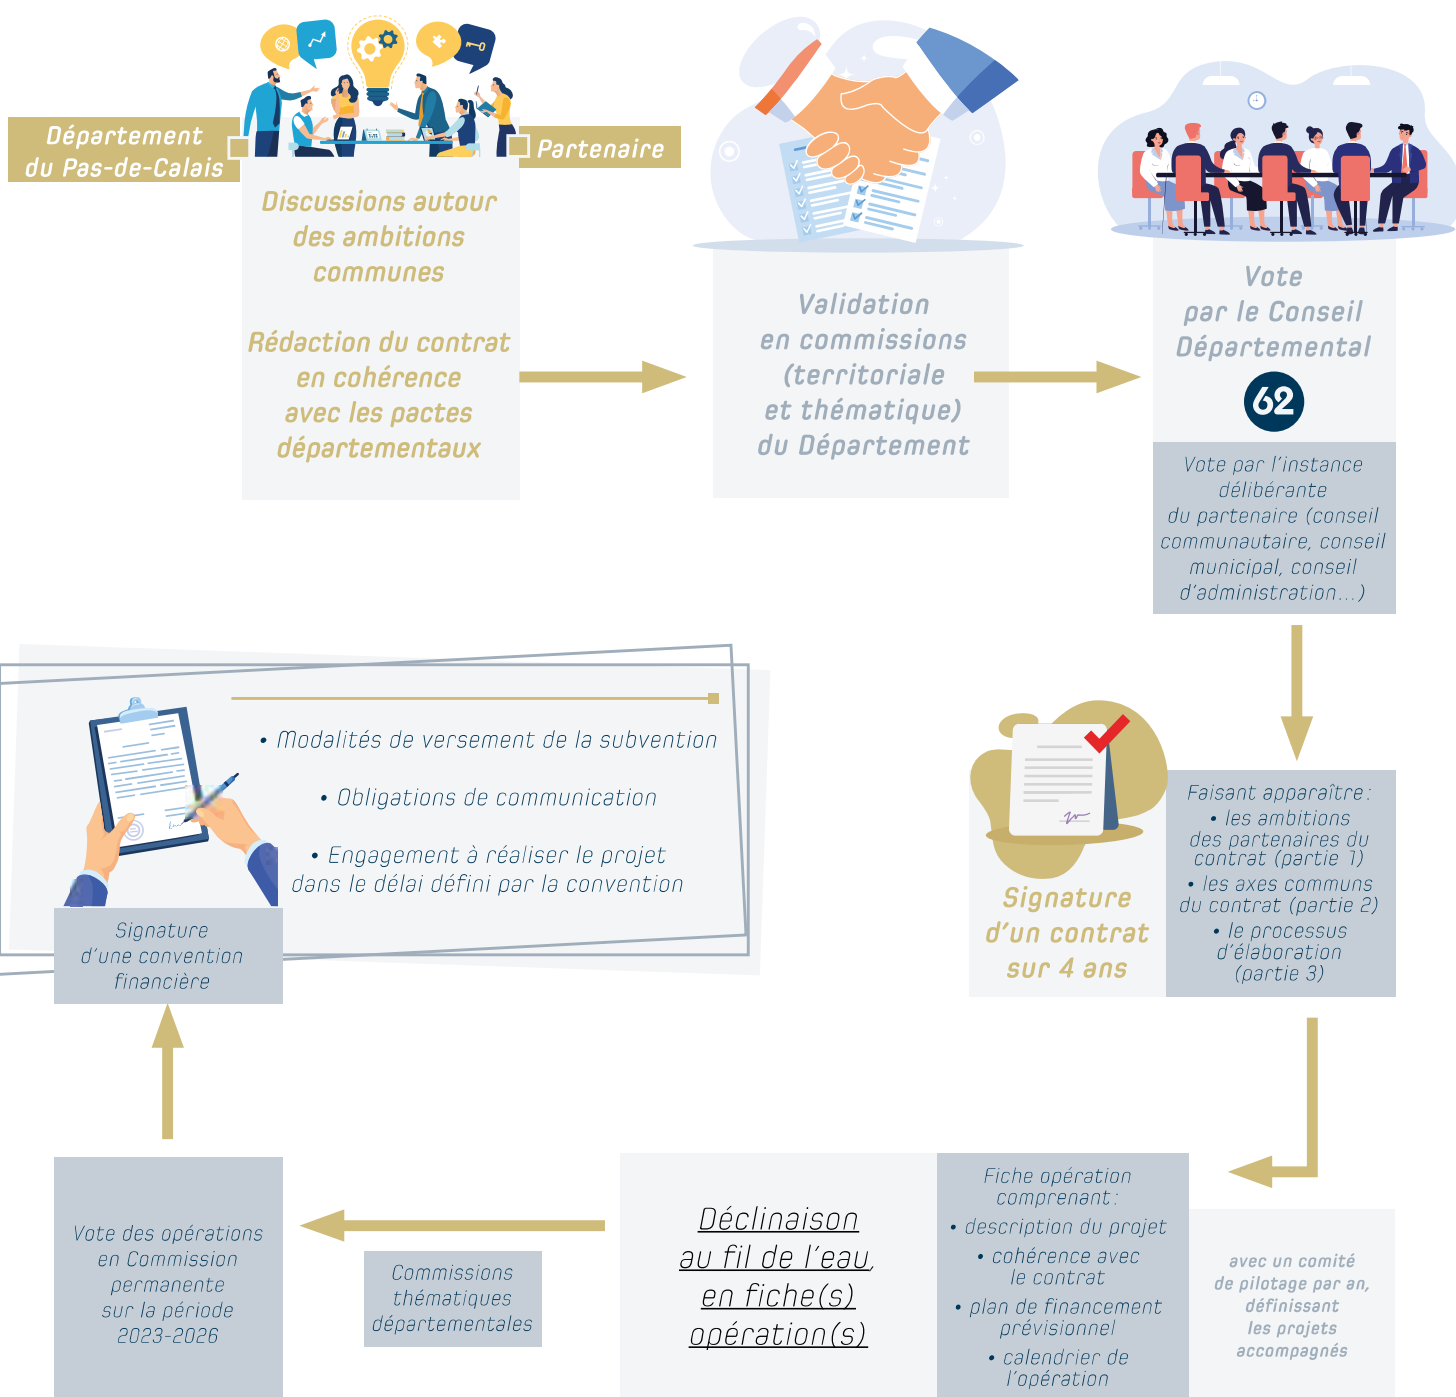 Département
du Pas-de-Calais
Partenaire
Discussions autour
des ambitions
communes
Rédaction du contrat
en cohérence
avec les pactes
départementaux
Validation
en commissions
(territoriale
et thématique)
du Département
Vote
par le Conseil
Départemental
62
Vote par l'instance
délibérante
du partenaire (conseil
communautaire, conseil
municipal, conseil
d'administration...)
Signature
d'un contrat
sur 4 ans
Faisant apparaître :
• les ambitions
des partenaires du
contrat (partie 1)
• les axes communs
du contrat (partie 2)
• le processus
d'élaboration
(partie 3)
avec un comité
de pilotage par an,
définissant
les projets
accompagnés
Fiche opération
comprenant :
• description du projet
• cohérence avec
le contrat
• plan de financement
prévisionnel
• calendrier de
l'opération
Déclinaison
au fil de l'eau,
en fiche(s)
opération(s)
Commissions
thématiques
départementales
Vote des opérations
en Commission
permanente
sur la période
2023-2026
Signature
d'une convention
financière
• Modalités de versement de la subvention
• Obligations de communication
• Engagement à réaliser le projet
dans le délai défini par la convention